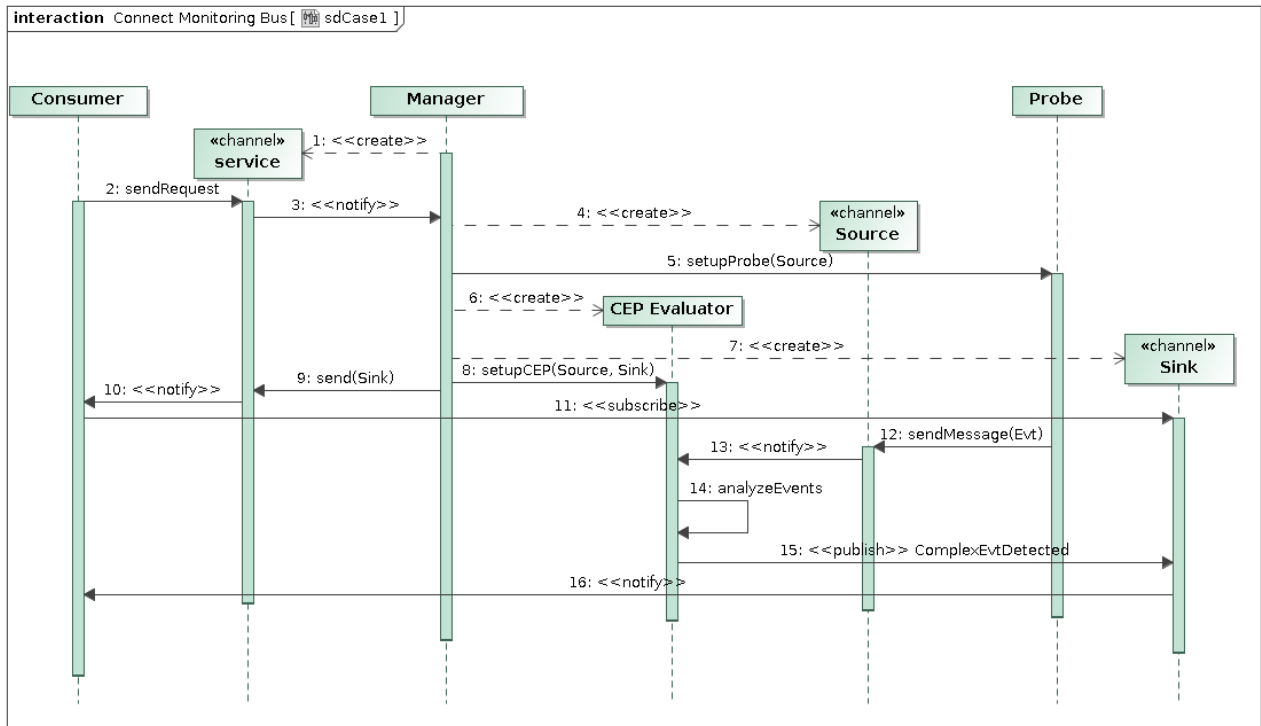 interaction Connect Monitoring Bus[ sdCase1 ]
Consumer
Manager
Probe
«channel»
service
1: <<create>>
2: sendRequest
3: <<notify>>
4: <<create>>
«channel»
Source
5: setupProbe(Source)
6: <<create>>
CEP Evaluator
7: <<create>>
«channel»
Sink
8: setupCEP(Source, Sink)
9: send(Sink)
10: <<notify>>
11: <<subscribe>>
12: sendMessage(Evt)
13: <<notify>>
14: analyzeEvents
15: <<publish>> ComplexEvtDetected
16: <<notify>>